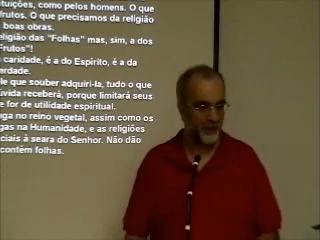 tuições, como pelos homens. O que
frutos. O que precisamos da religião
boas obras.
eligião das "Folhas" mas, sim, a dos
Frutos"!
caridade, é a do Espírito, é a da
erdade.
le que souber adquiri-la, tudo o que
úvida receberá, porque limitará seus
e for de utilidade espiritual.
ga no reino vegetal, assim como os
gas na Humanidade, e as religiões
ciais à seara do Senhor. Não dão
contém folhas.